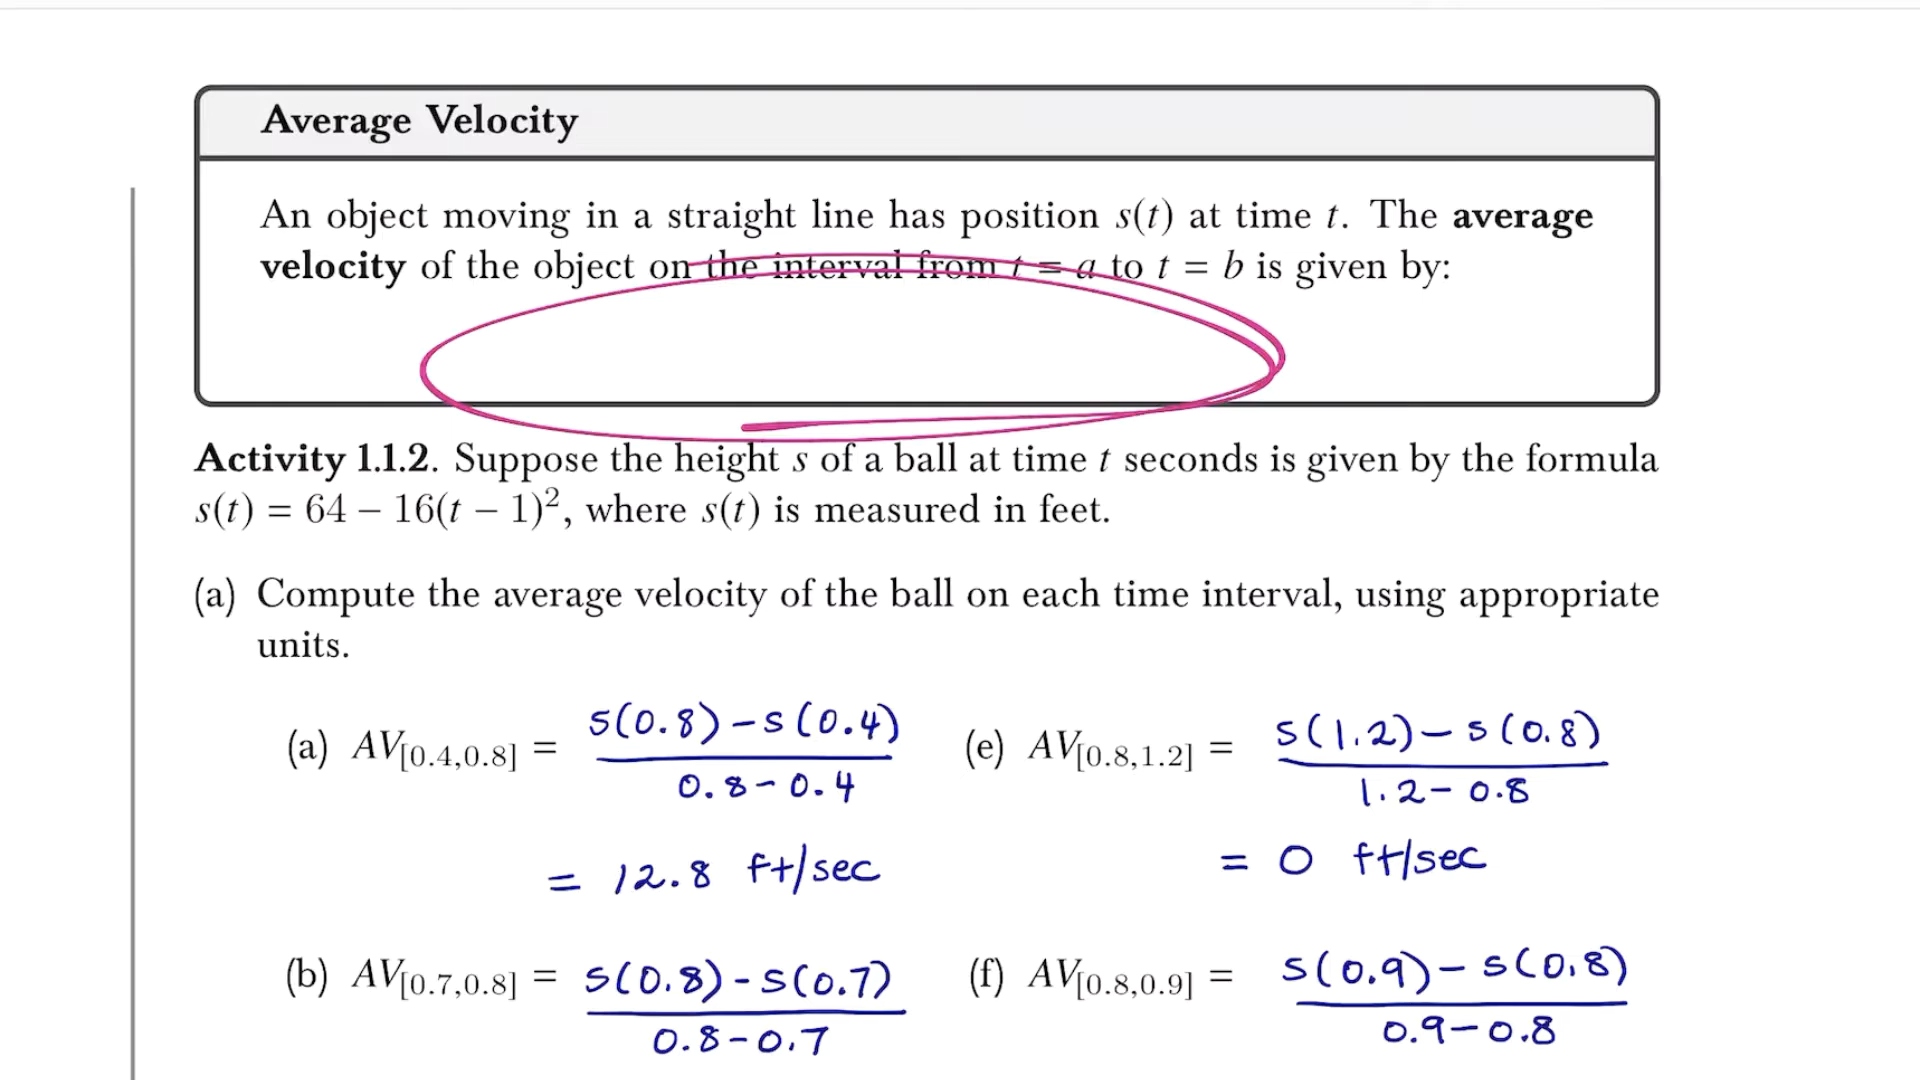 Average Velocity
An object moving in a straight line has position s(t) at time t. The average
velocity of the object on the interval from t = a to t = b is given by:
Activity 1.1.2. Suppose the height s of a ball at time t seconds is given by the formula
s(t) = 64 – 16(t – 1)², where s(t) is measured in feet.
(a) Compute the average velocity of the ball on each time interval, using appropriate
units.
(a) AV[0.4,0.8] = s(0.8) – s(0.4)
0.8 – 0.4
= 12.8 ft/sec
(e) AV[0.8,1.2] = s(1.2) – s(0.8)
1.2 – 0.8
= 0 ft/sec
(b) AV[0.7,0.8] = s(0.8) – s(0.7)
0.8 – 0.7
(f) AV[0.8,0.9] = s(0.9) – s(0.8)
0.9 – 0.8